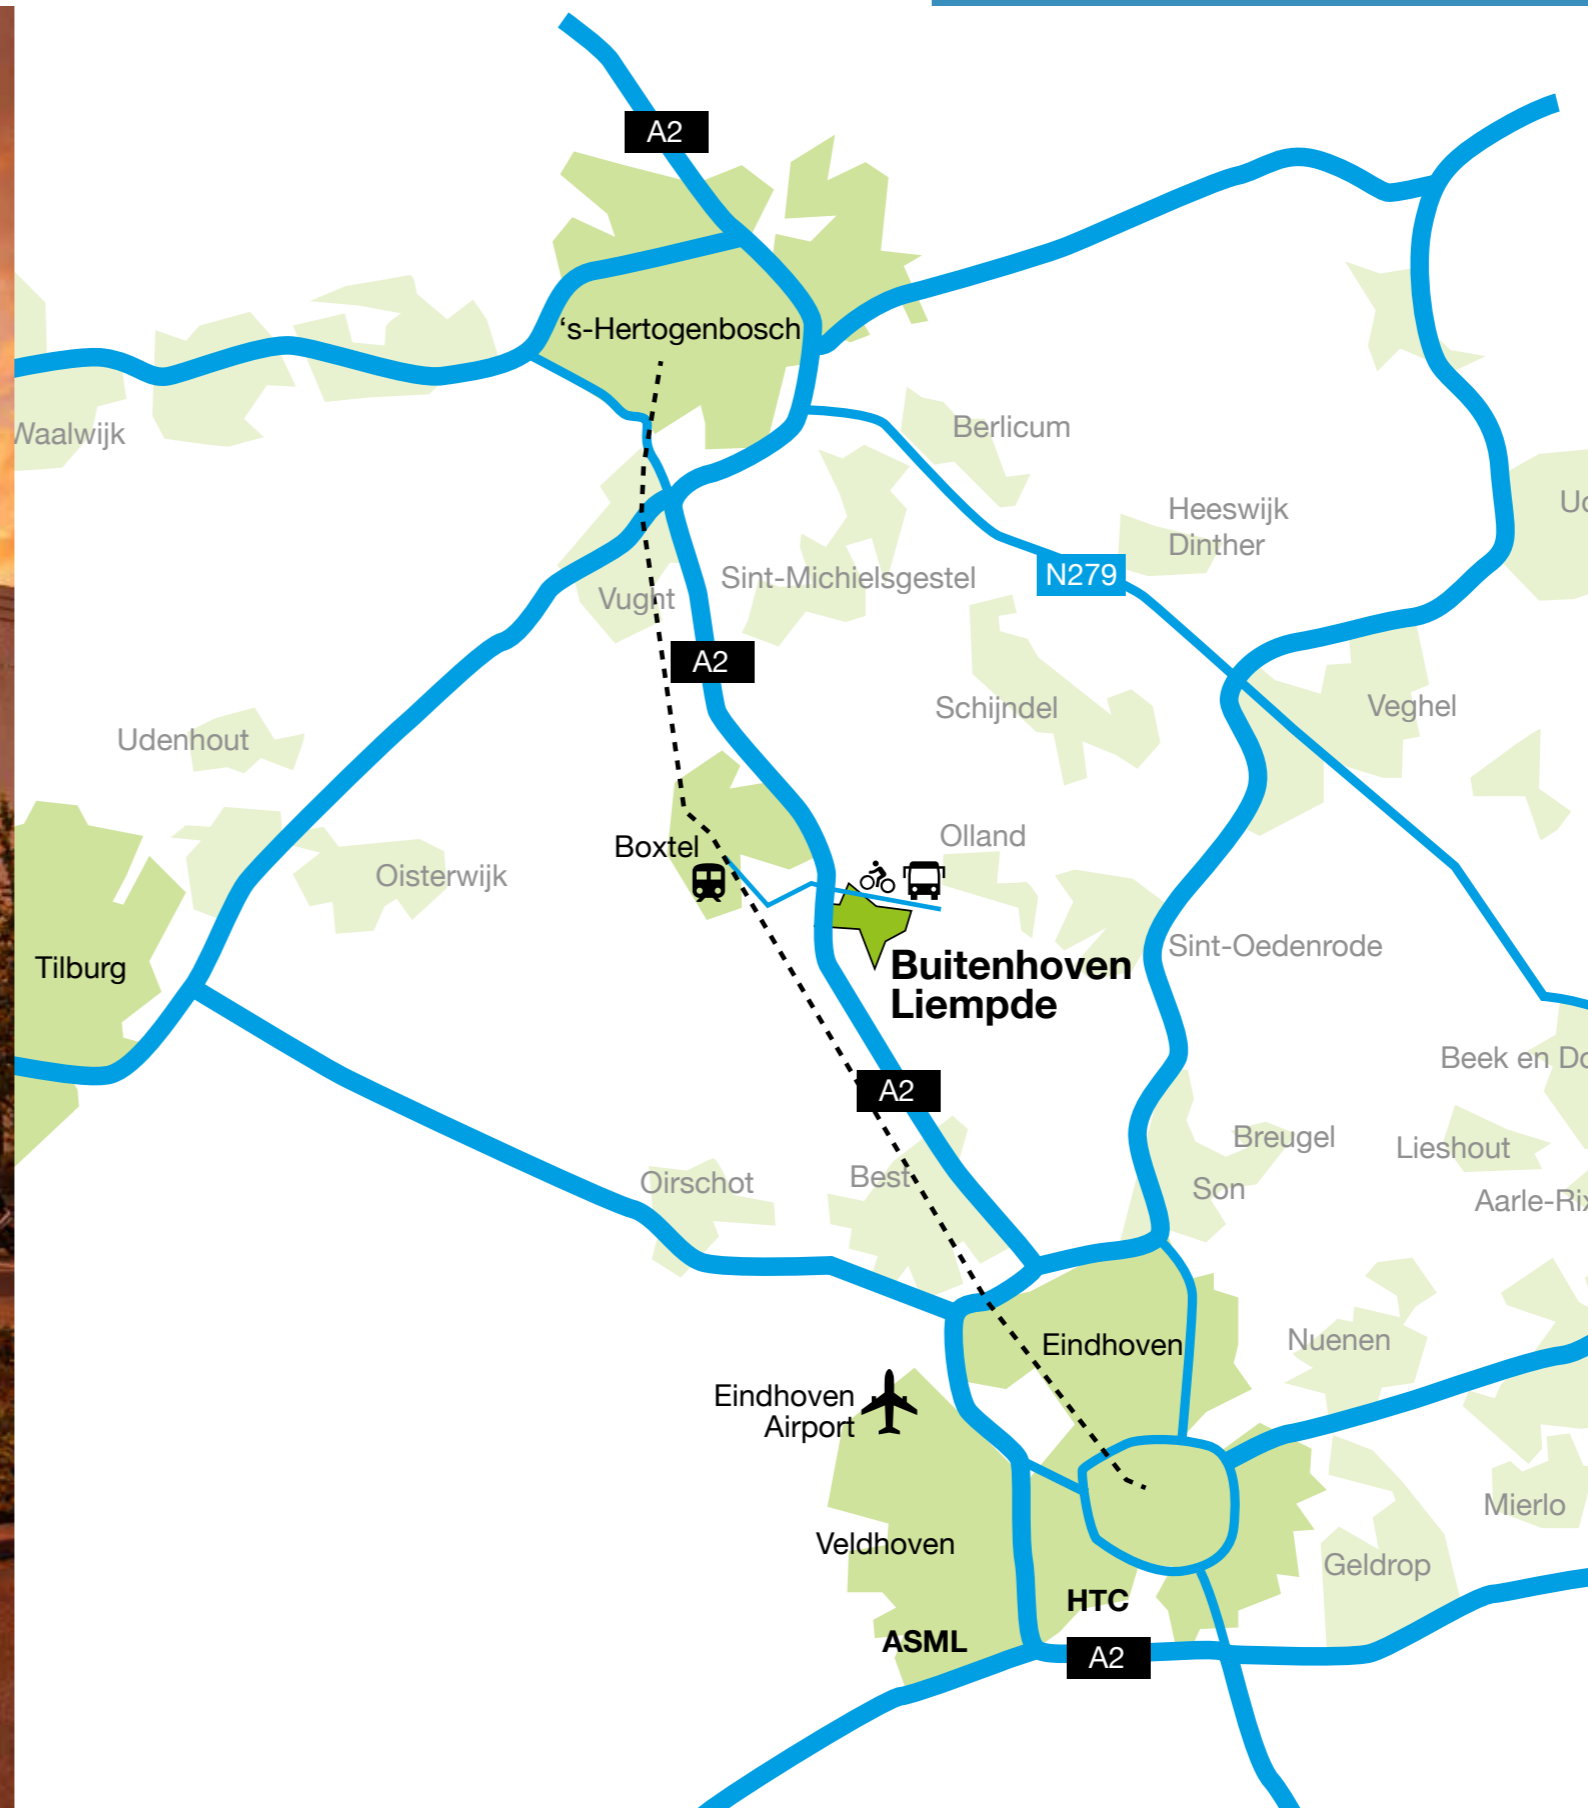 A2
‘s-Hertogenbosch
Waalwijk
Berlicum
Heeswijk
Dinther
N279
Sint-Michielsgestel
Vught
A2
Schijndel
Veghel
Udenhout
Olland
Boxtel
Oisterwijk
Sint-Oedenrode
Tilburg
Buitenhoven
Liempde
Beek en
A2
Breugel
Lieshout
Oirschot
Best
Son
Nuenen
Eindhoven
Eindhoven
Airport
Mierlo
Veldhoven
Geldrop
HTC
ASML
A2